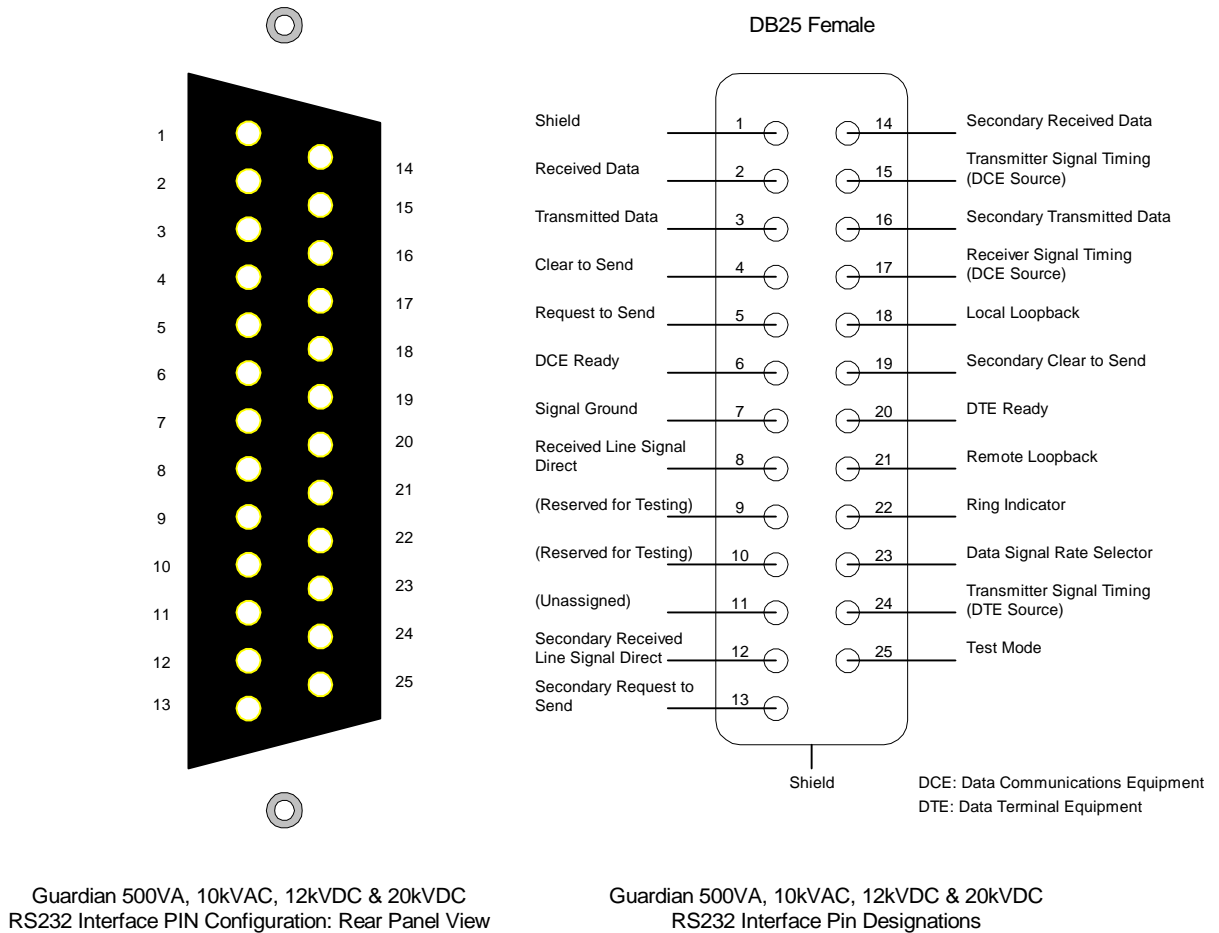 DB25 Female
1
2
3
4
5
6
7
8
9
10
11
12
13
14
15
16
17
18
19
20
21
22
23
24
25
Shield
1
Received Data
2
Transmitted Data
3
Clear to Send
4
Request to Send
5
DCE Ready
6
Signal Ground
7
Received Line Signal
Direct
8
(Reserved for Testing)
9
(Reserved for Testing)
10
(Unassigned)
11
Secondary Received
Line Signal Direct
12
Secondary Request to
Send
13
14
Secondary Received Data
15
Transmitter Signal Timing
(DCE Source)
16
Secondary Transmitted Data
17
Receiver Signal Timing
(DCE Source)
18
Local Loopback
19
Secondary Clear to Send
20
DTE Ready
21
Remote Loopback
22
Ring Indicator
23
Data Signal Rate Selector
24
Transmitter Signal Timing
(DTE Source)
25
Test Mode
Shield
DCE: Data Communications Equipment
DTE: Data Terminal Equipment
Guardian 500VA, 10kVAC, 12kVDC & 20kVDC
RS232 Interface PIN Configuration: Rear Panel View
Guardian 500VA, 10kVAC, 12kVDC & 20kVDC
RS232 Interface Pin Designations